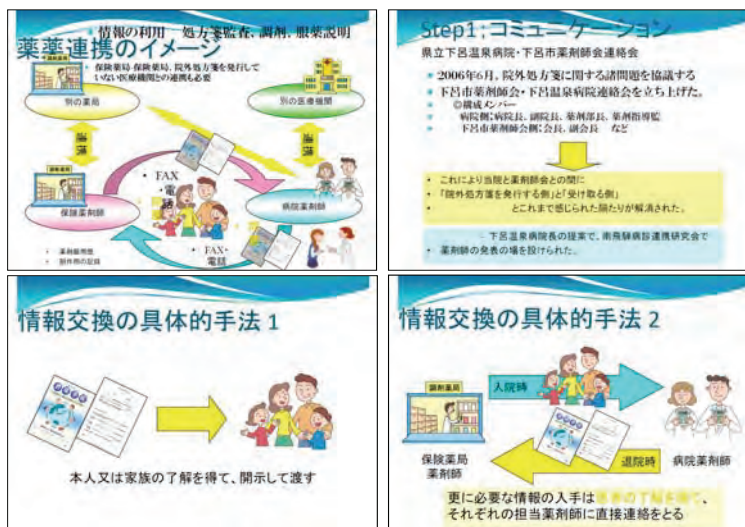 • 情報の利用 処方箋監査、調剤、服薬説明
薬薬連携のイメージ
• 保険薬局-保険薬局、院外処方箋を発行して
いない医療機関との連携も必要
調剤薬局
別の薬局
別の医療機関
連携
連携
調剤薬局
• FAX
・電話
保険薬剤師
病院薬剤師
• FAX・
電話
Step1；コミュニケーション
県立下呂温泉病院・下呂市薬剤師会連絡会
2006年6月，院外処方箋に関する諸問題を協議する
下呂市薬剤師会・下呂温泉病院連絡会を立ち上げた。
◎構成メンバー
病院側；病院長、副院長、薬剤部長、薬剤指導監
下呂市薬剤師会側；会長、副会長 など
• これにより当院と薬剤師会との間に
• 「院外処方箋を発行する側」と「受け取る側」
• とこれまで感じられた隔たりが解消された。
下呂温泉病院長の提案で、南飛騨病診連携研究会で
• 薬剤師の発表の場を設けられた。
情報交換の具体的手法 1
本人又は家族の了解を得て、開示して渡す
情報交換の具体的手法 2
調剤薬局
入院時
保険薬局
薬剤師
退院時
病院薬剤師
更に必要な情報の入手は患者の了解を得て、
それぞれの担当薬剤師に直接連絡をとる